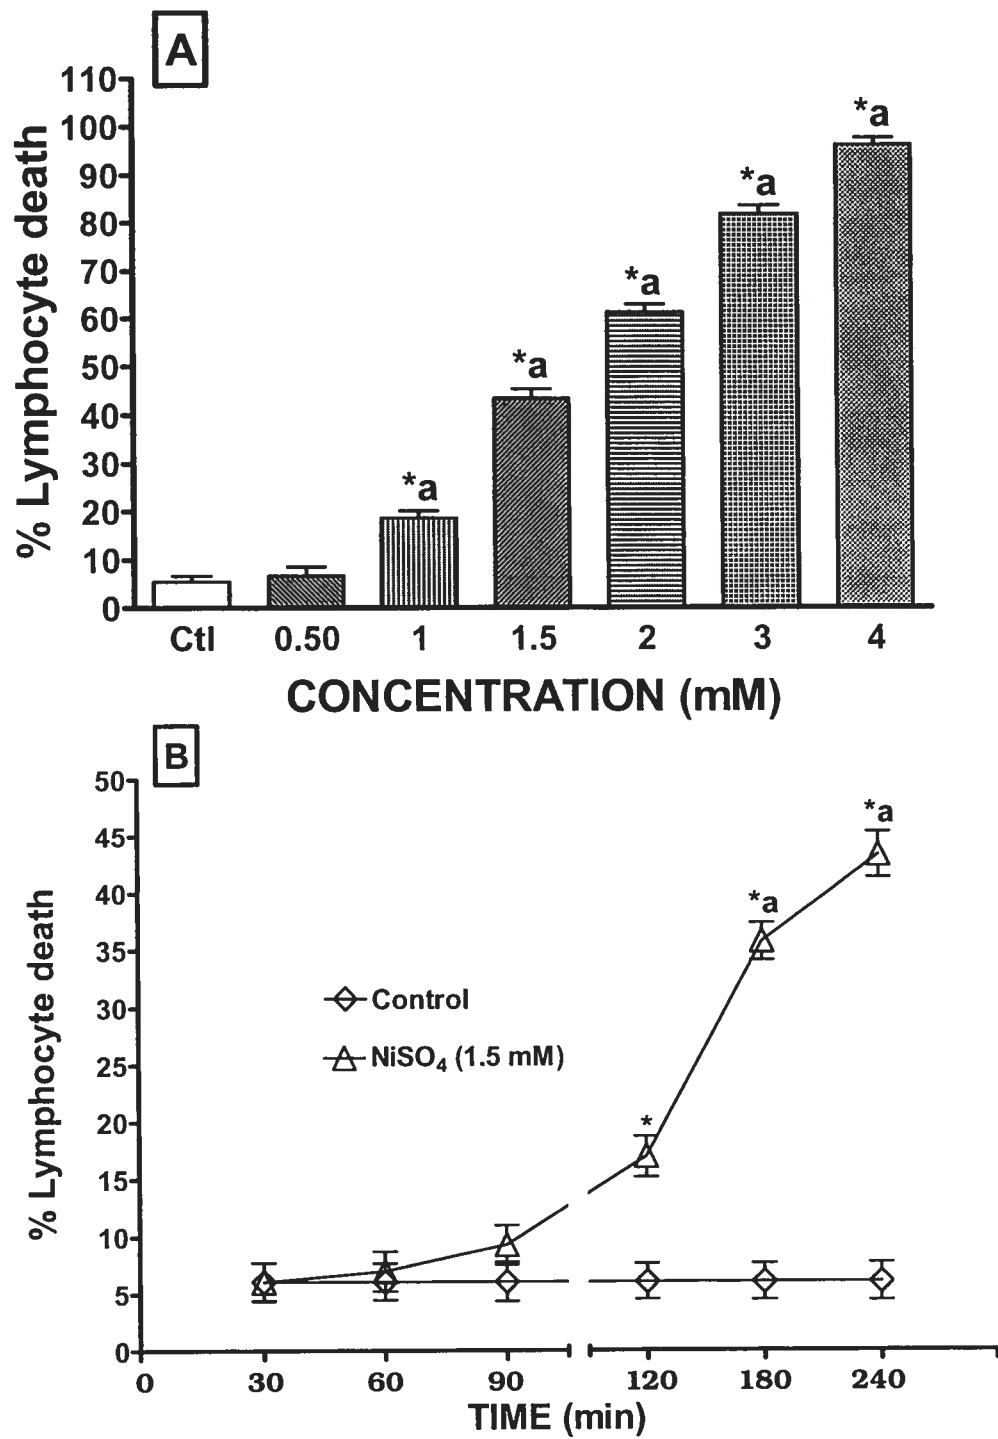 A
110
100
90
80
70
60
50
40
30
20
10
0
% Lymphocyte death
*a
*a
*a
*a
*a
Ctl 0.50 1 1.5 2 3 4
CONCENTRATION (mM)
B
50
45
40
35
30
25
20
15
10
5
0
% Lymphocyte death
*a
*a
*
Control
NiSO₄ (1.5 mM)
0 30 60 90 120 180 240
TIME (min)